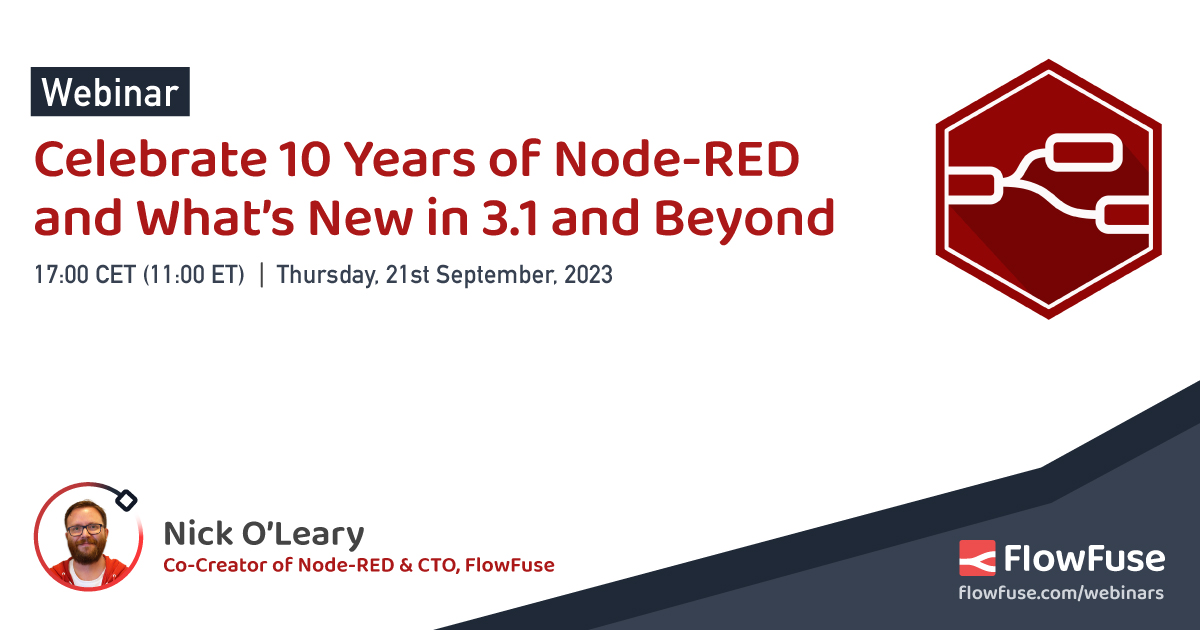 Webinar
Celebrate 10 Years of Node-RED
and What's New in 3.1 and Beyond
17:00 CET (11:00 ET) | Thursday, 21st September, 2023
Nick O'Leary
Co-Creator of Node-RED & CTO, FlowFuse
FlowFuse
flowfuse.com/webinars